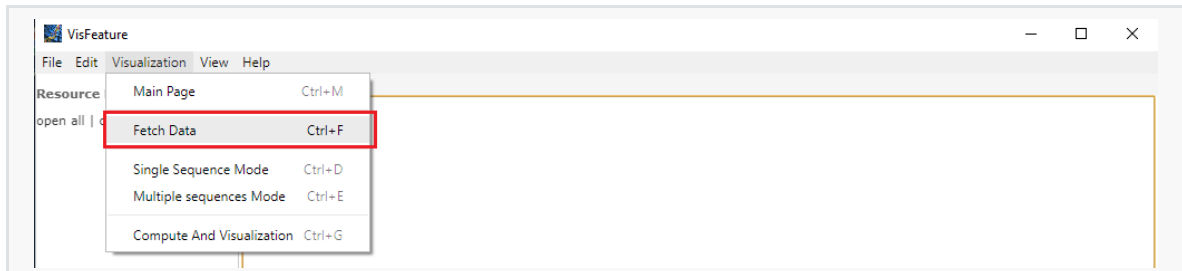 VisFeature
File Edit Visualization View Help
Resource
open all |
Main Page Ctrl+M
Fetch Data Ctrl+F
Single Sequence Mode Ctrl+D
Multiple sequences Mode Ctrl+E
Compute And Visualization Ctrl+G